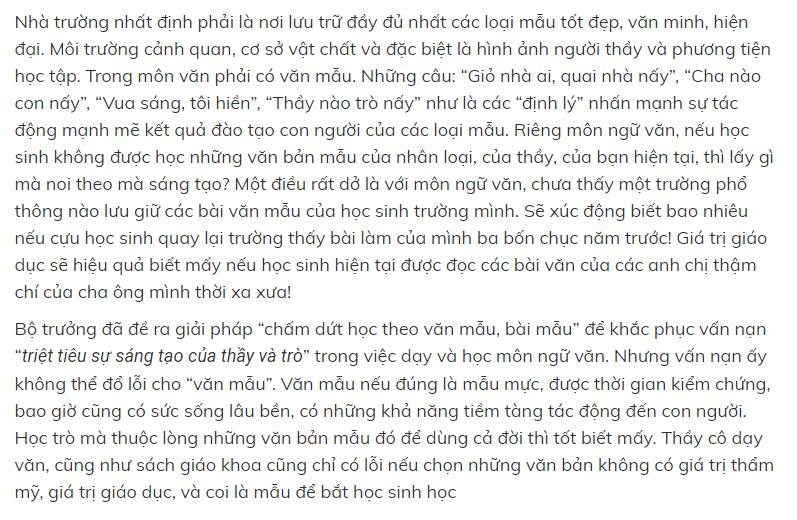 Nhà trường nhất định phải là nơi lưu trữ đầy đủ nhất các loại mẫu tốt đẹp, văn minh, hiện
đại. Môi trường cảnh quan, cơ sở vật chất và đặc biệt là hình ảnh người thầy và phương tiện
học tập. Trong môn văn phải có văn mẫu. Những câu: “Giỏ nhà ai, quai nhà nấy”, “Cha nào
con nấy”, “Vua sáng, tôi hiền”, “Thầy nào trò nấy” như là các “định lý” nhấn mạnh sự tác
động mạnh mẽ kết quả đào tạo con người của các loại mẫu. Riêng môn ngữ văn, nếu học
sinh không được học những văn bản mẫu của nhân loại, của thầy, của bạn hiện tại, thì lấy gì
mà noi theo mà sáng tạo? Một điều rất dở là với môn ngữ văn, chưa thấy một trường phổ
thông nào lưu giữ các bài văn mẫu của học sinh trường mình. Sẽ xúc động biết bao nhiêu
nếu cựu học sinh quay lại trường thấy bài làm của mình ba bốn chục năm trước! Giá trị giáo
dục sẽ hiệu quả biết mấy nếu học sinh hiện tại được đọc các bài văn của các anh chị thậm
chí của cha ông mình thời xa xưa!
Bộ trưởng đã đề ra giải pháp “chấm dứt học theo văn mẫu, bài mẫu” để khắc phục vấn nạn
“triệt tiêu sự sáng tạo của thầy và trò” trong việc dạy và học môn ngữ văn. Nhưng vấn nạn ấy
không thể đổ lỗi cho “văn mẫu”. Văn mẫu nếu đúng là mẫu mực, được thời gian kiểm chứng,
bao giờ cũng có sức sống lâu bền, có những khả năng tiềm tàng tác động đến con người.
Học trò mà thuộc lòng những văn bản mẫu đó để dùng cả đời thì tốt biết mấy. Thầy cô dạy
văn, cũng như sách giáo khoa cũng chỉ có lỗi nếu chọn những văn bản không có giá trị thẩm
mỹ, giá trị giáo dục, và coi là mẫu để bắt học sinh học